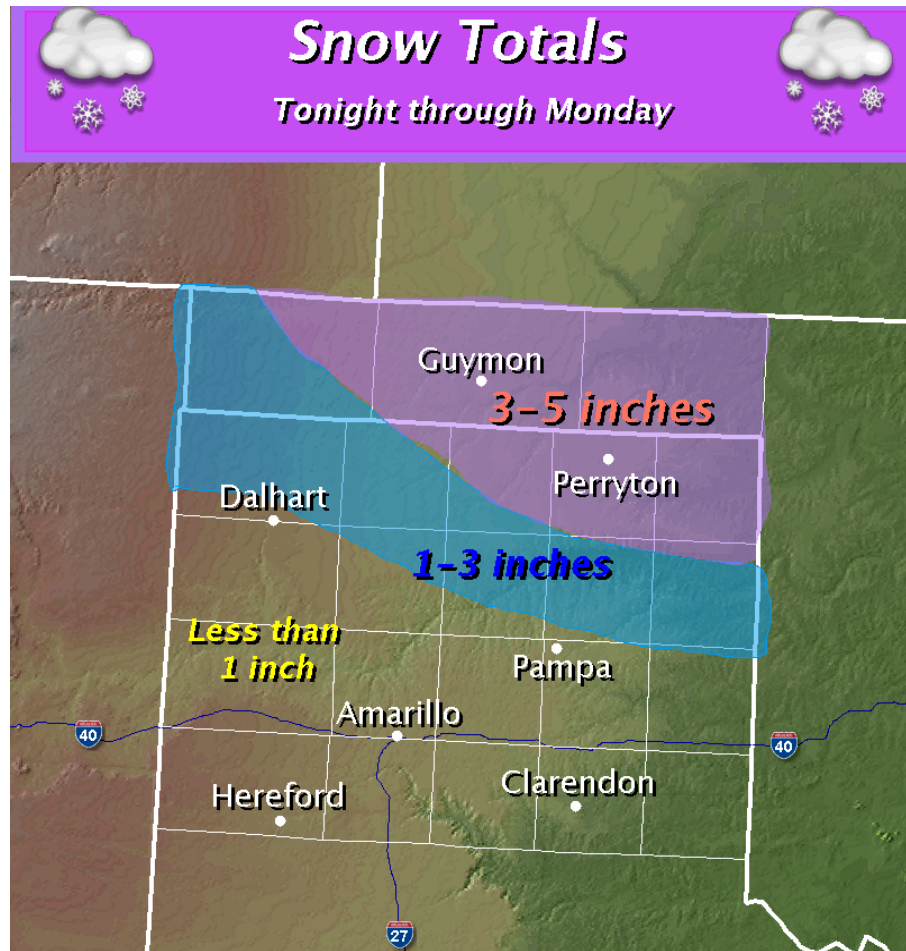 Snow Totals
Tonight through Monday
Guymon
3-5 inches
Perryton
Dalhart
1-3 inches
Less than
1 inch
Pampa
Amarillo
40
40
Hereford
Clarendon
27